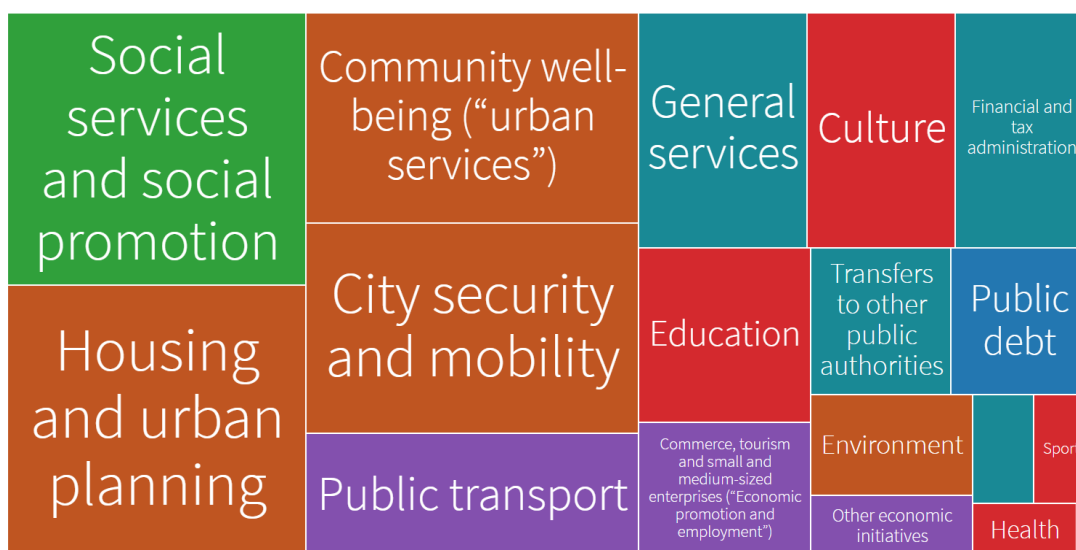 Social
services
and social
promotion
Housing
and urban
planning
Community well-
being (“urban
services”)
City security
and mobility
Public transport
General
services
Culture
Financial and
tax
administration
Education
Transfers
to other
public
authorities
Public
debt
Commerce, tourism
and small and
medium-sized
enterprises (“Economic
promotion and
employment”)
Environment
Other economic
initiatives
Sport
Health